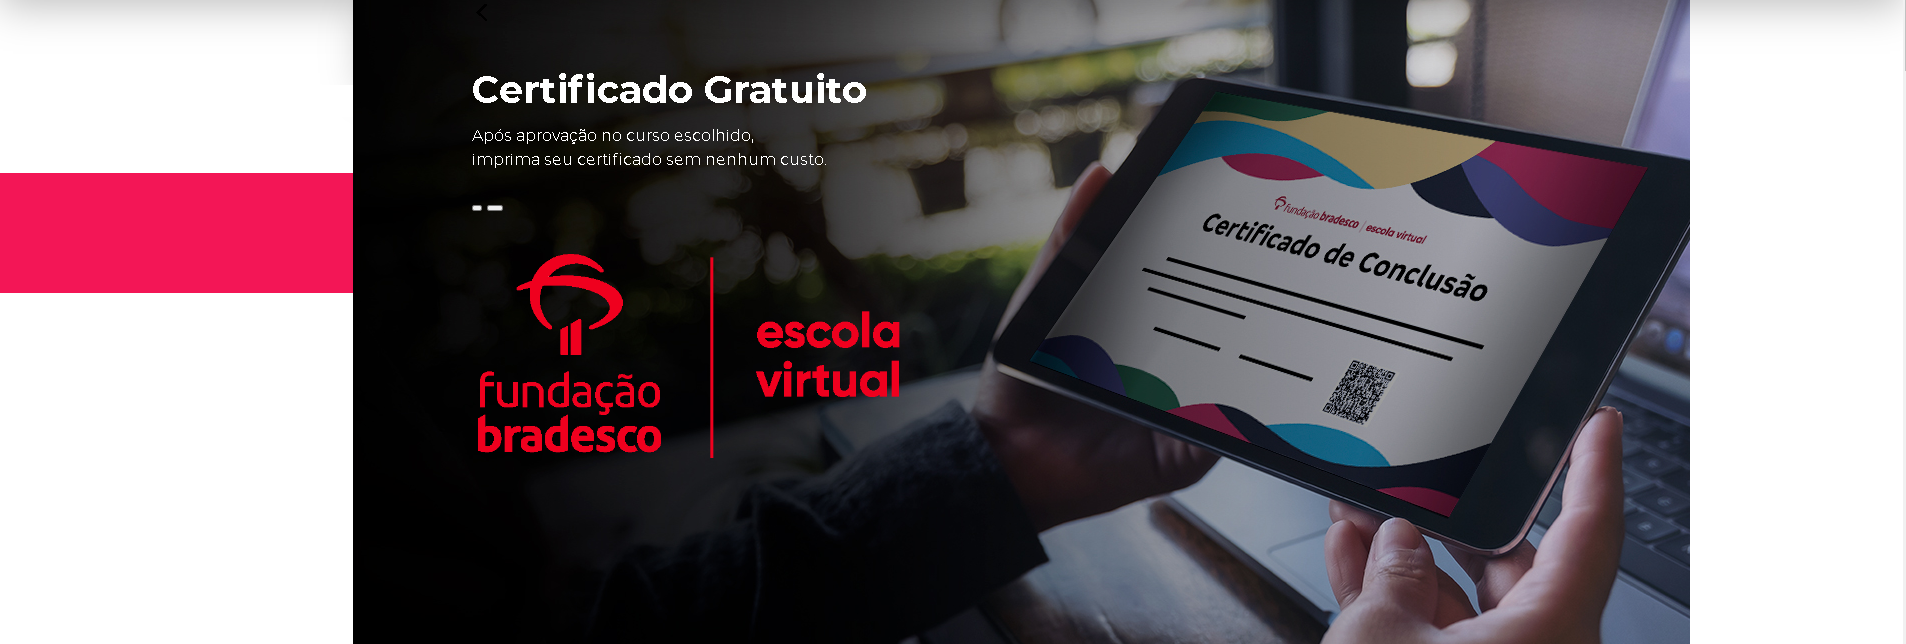 Certificado Gratuito
Após aprovação no curso escolhido,
imprima seu certificado sem nenhum custo.
fundação
bradesco
escola
virtual
fundação bradesco | escola virtual
Certificado de Conclusão